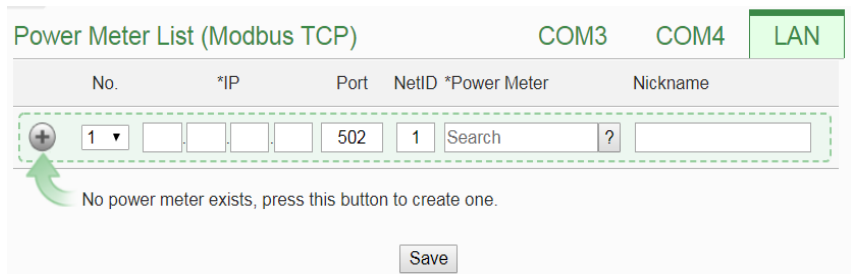 Power Meter List (Modbus TCP) COM3 COM4 LAN
No. *IP Port NetID *Power Meter Nickname
1 . . . 502 1 Search ?
No power meter exists, press this button to create one.
Save